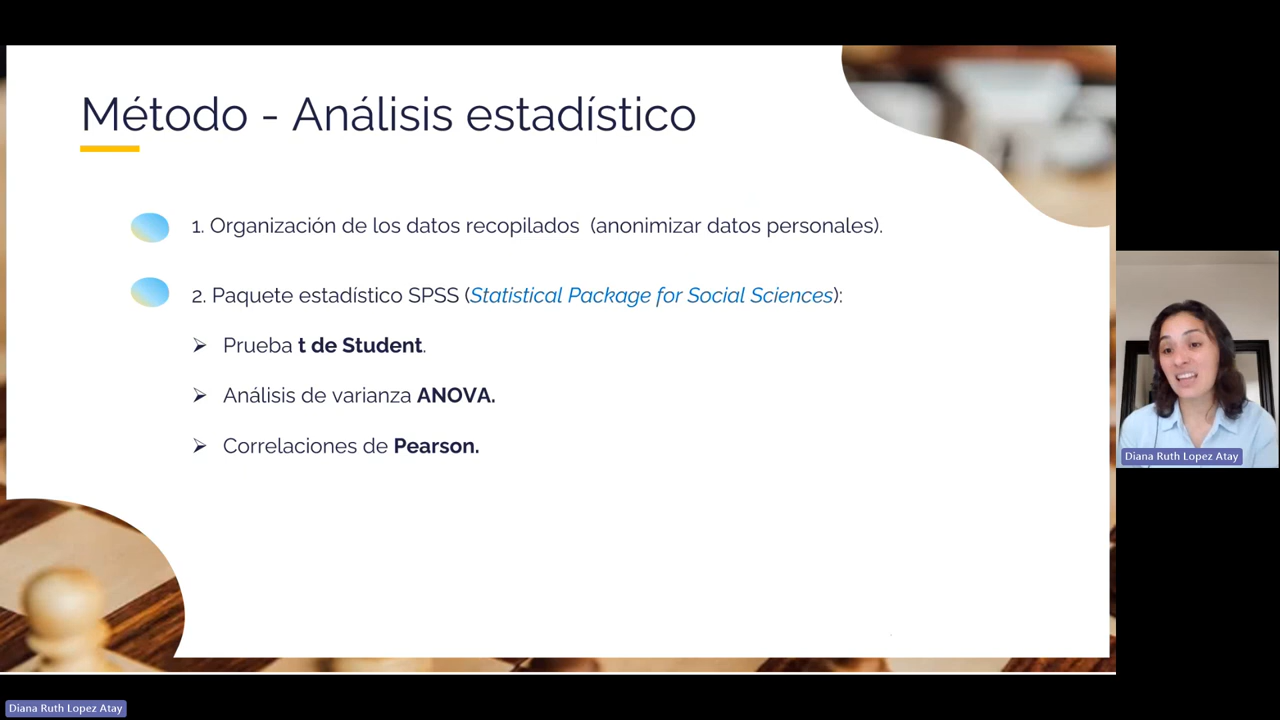 Método - Análisis estadístico
1. Organización de los datos recopilados (anonimizar datos personales).
2. Paquete estadístico SPSS (Statistical Package for Social Sciences):
➢ Prueba t de Student.
➢ Análisis de varianza ANOVA.
➢ Correlaciones de Pearson.
Diana Ruth Lopez Atay
Diana Ruth Lopez Atay